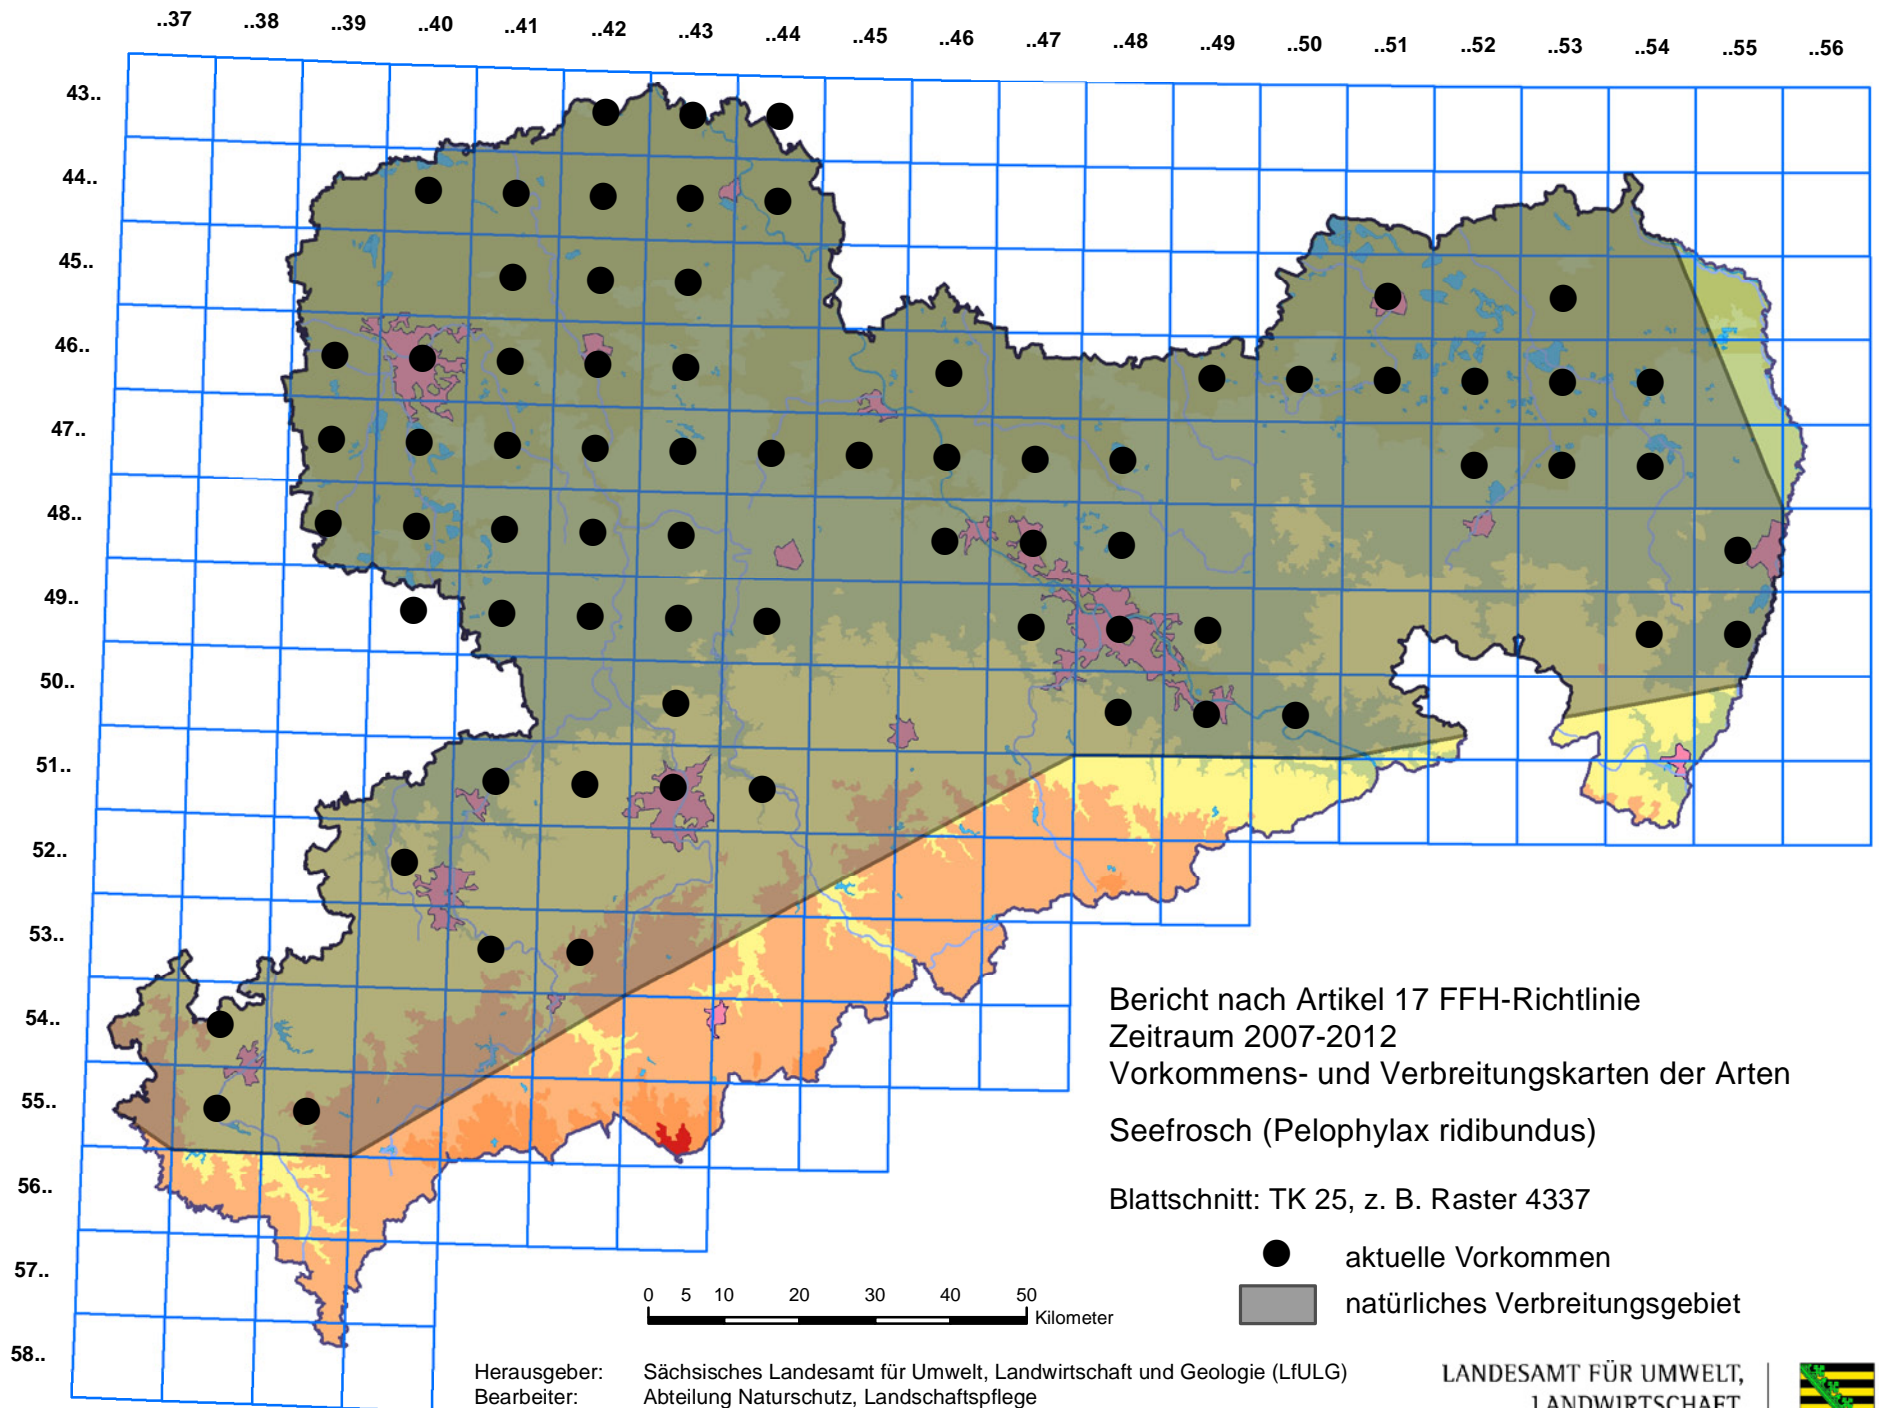 ..37 ..38 ..39 ..40 ..41 ..42 ..43 ..44 ..45 ..46 ..47 ..48 ..49 ..50 ..51 ..52 ..53 ..54 ..55 ..56
43..
44..
45..
46..
47..
48..
49..
50..
51..
52..
53..
54..
55..
56..
57..
58..
Bericht nach Artikel 17 FFH-Richtlinie
Zeitraum 2007-2012
Vorkommens- und Verbreitungskarten der Arten
Seefrosch (Pelophylax ridibundus)
Blattschnitt: TK 25, z. B. Raster 4337
aktuelle Vorkommen
natürliches Verbreitungsgebiet
0 5 10 20 30 40 50
Kilometer
Herausgeber: Sächsisches Landesamt für Umwelt, Landwirtschaft und Geologie (LfULG)
Bearbeiter: Abteilung Naturschutz, Landschaftspflege
LANDESAMT FÜR UMWELT,
LANDWIRTSCHAFT